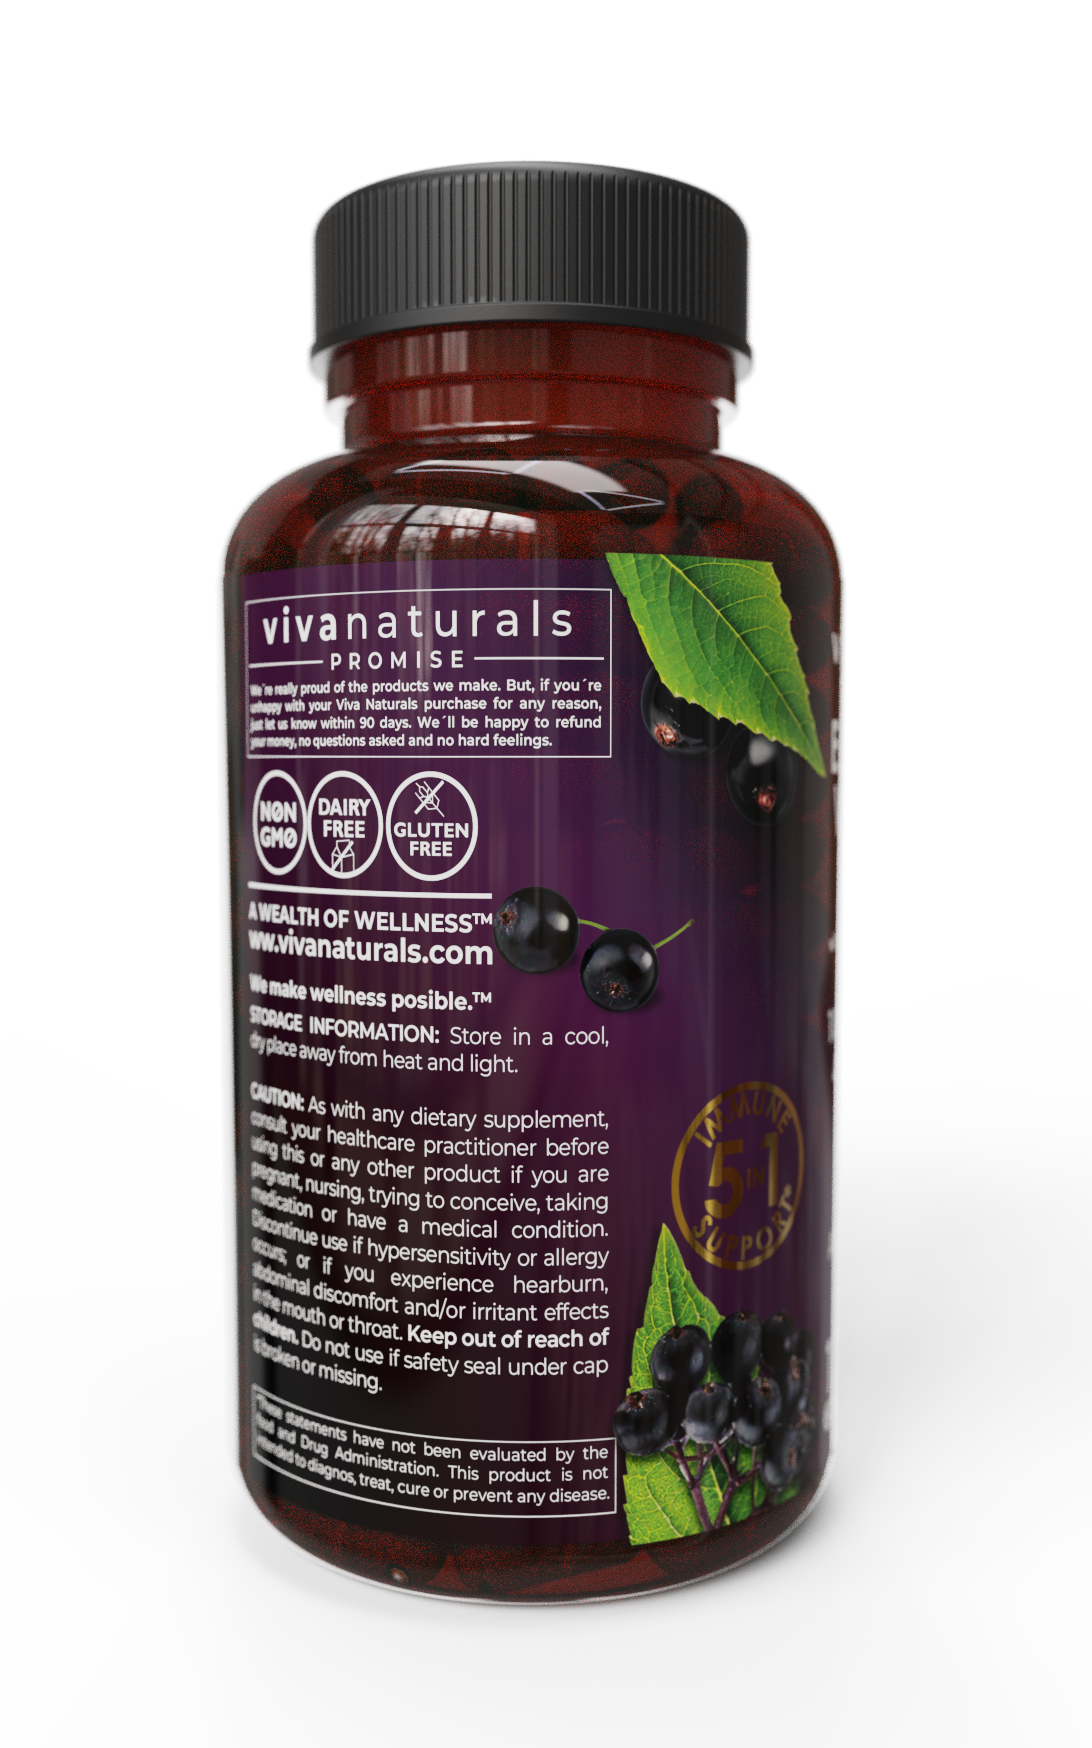 vivanaturals
PROMISE
We´re really proud of the products we make. But, if you´re
unhappy with your Viva Naturals purchase for any reason,
just let us know within 90 days. We´ll be happy to refund
your money, no questions asked and no hard feelings.
NON
GMO
DAIRY
FREE
GLUTEN
FREE
A WEALTH OF WELLNESS™
www.vivanaturals.com
We make wellness posible.™
STORAGE INFORMATION: Store in a cool,
dry place away from heat and light.
CAUTION: As with any dietary supplement,
consult your healthcare practitioner before
using this or any other product if you are
pregnant, nursing, trying to conceive, taking
medication or have a medical condition.
Discontinue use if hypersensitivity or allergy
occurs; or if you experience hearburn,
abdominal discomfort and/or irritant effects
in the mouth or throat. Keep out of reach of
children. Do not use if safety seal under cap
is broken or missing.
*These statements have not been evaluated by the
Food and Drug Administration. This product is not
intended to diagnos, treat, cure or prevent any disease.
IMMUNE
5 IN 1
SUPPORT*